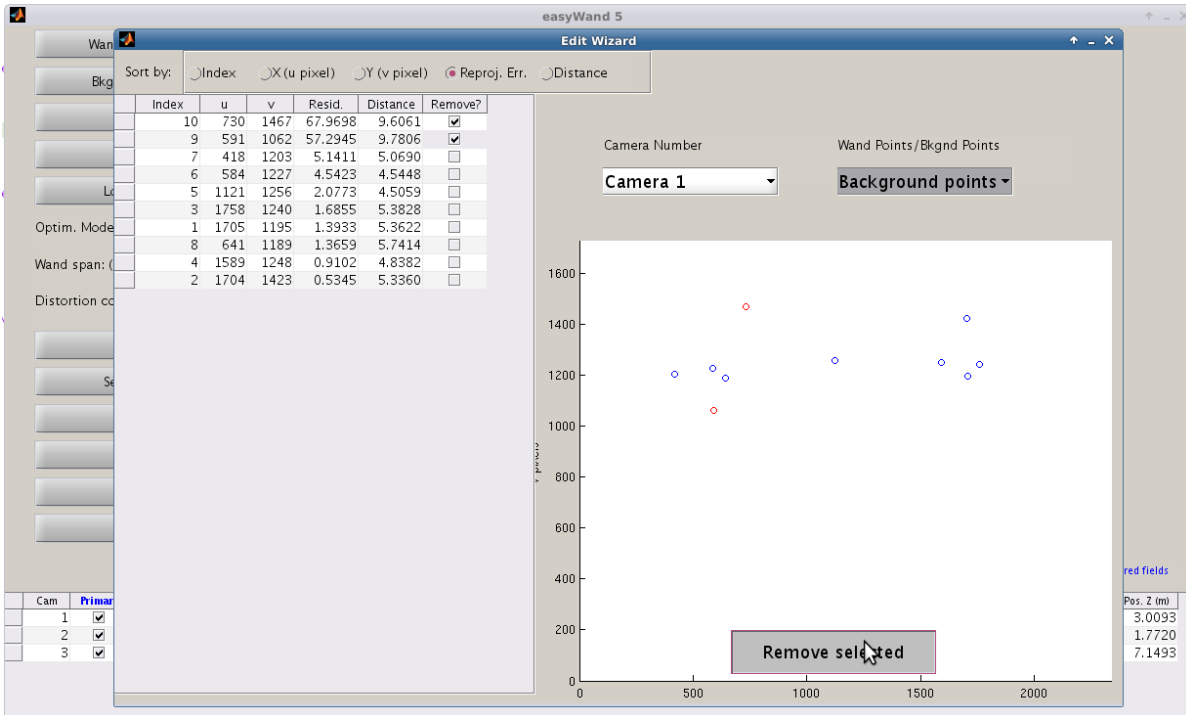 easyWand 5
Edit Wizard
Wan
Bkg
Lo
Optim. Mode
Wand span: (
Distortion co
Se
Sort by: Index X (u pixel) Y (v pixel) Reproj. Err. Distance
Index u v Resid. Distance Remove?
10 730 1467 67.9698 9.6061
9 591 1062 57.2945 9.7806
7 418 1203 5.1411 5.0690
6 584 1227 4.5423 4.5448
5 1121 1256 2.0773 4.5059
3 1758 1240 1.6855 5.3828
1 1705 1195 1.3933 5.3622
8 641 1189 1.3659 5.7414
4 1589 1248 0.9102 4.8382
2 1704 1423 0.5345 5.3360
Camera Number Wand Points/Bkgnd Points
Camera 1 Background points
1600
1400
1200
1000
800
600
400
200
0
0 500 1000 1500 2000
Remove selected
red fields
Cam Primar Pos. Z (m)
1 3.0093
2 1.7720
3 7.1493